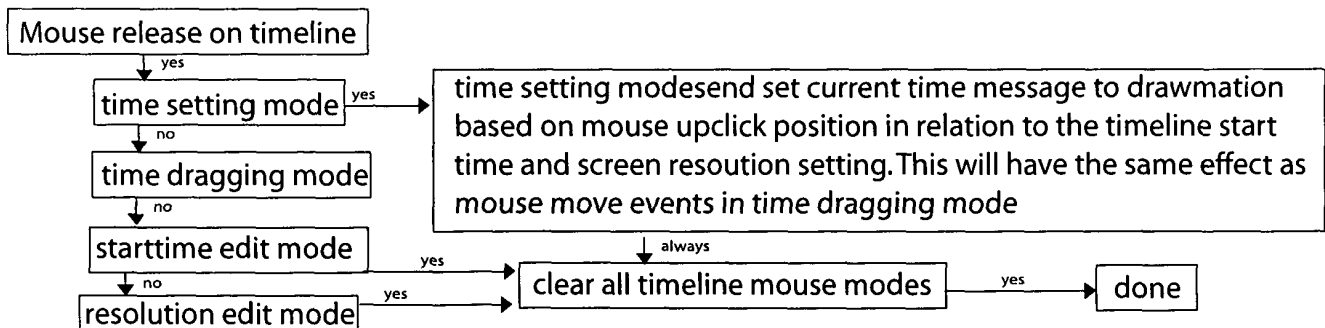 Mouse release on timeline
yes
time setting mode
yes
time setting modesend set current time message to drawmation
based on mouse upclick position in relation to the timeline start
time and screen resoution setting. This will have the same effect as
mouse move events in time dragging mode
no
time dragging mode
no
always
starttime edit mode
yes
clear all timeline mouse modes
yes
done
no
resolution edit mode
yes